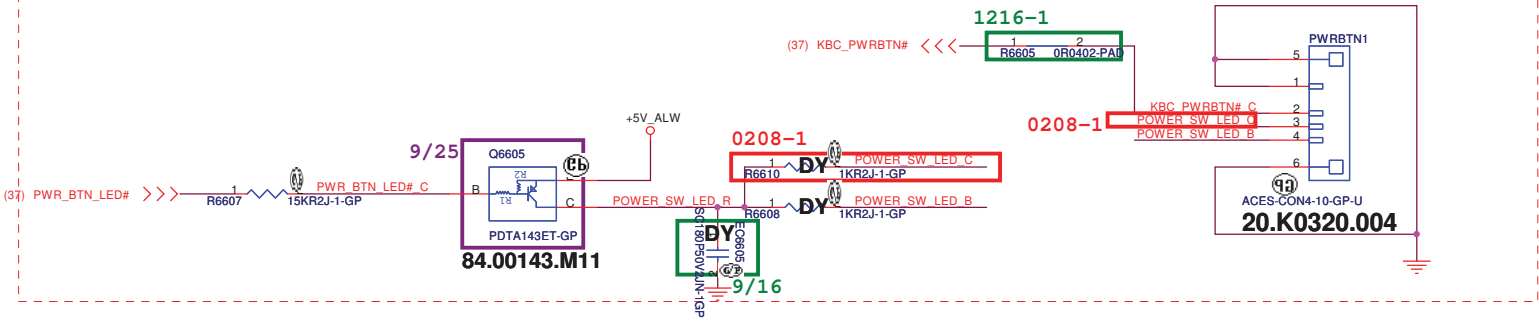 1216-1
(37) KBC_PWRBTN#
1
2
R6605
0R0402-PAD
PWRBTN1
5
1
KBC_PWRBTN#_C
2
0208-1
POWER_SW_LED_C
3
POWER_SW_LED_B
4
6
ACES-CON4-10-GP-U
20.K0320.004
+5V_ALW
9/25
Q6605
R2
R1
B
E
C
PDTA143ET-GP
84.00143.M11
(37) PWR_BTN_LED#
1
R6607
15KR2J-1-GP
PWR_BTN_LED#_C
0208-1
1
R6610
DY
POWER_SW_LED_C
1KR2J-1-GP
POWER_SW_LED_R
1
R6608
DY
POWER_SW_LED_B
1KR2J-1-GP
DY
EC6605
SC180P50V2JN-1GP
2
9/16